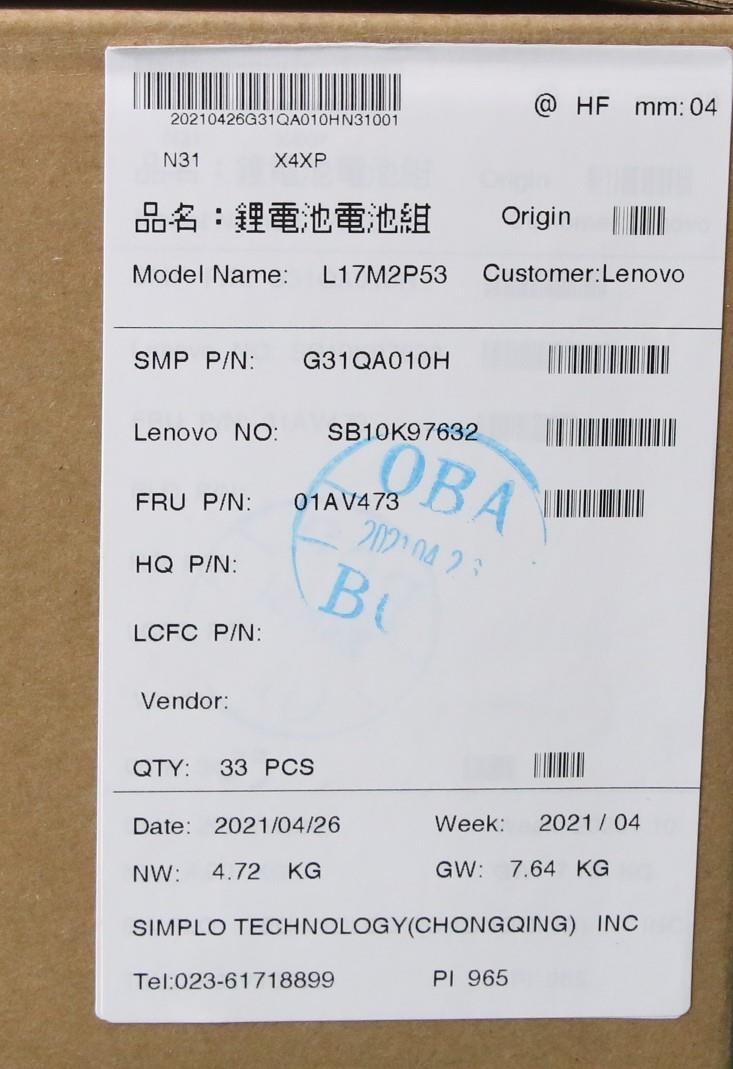 @ HF mm: 04
20210426G31QA010HN31001
N31 X4XP
品名：鋰電池電池組 Origin
Model Name: L17M2P53 Customer:Lenovo
SMP P/N: G31QA010H
Lenovo NO: SB10K97632
OBA
FRU P/N: 01AV473
HQ P/N:
LCFC P/N:
Vendor:
QTY: 33 PCS
Date: 2021/04/26 Week: 2021/04
NW: 4.72 KG GW: 7.64 KG
SIMPLO TECHNOLOGY(CHONGQING) INC
Tel:023-61718899 PI 965